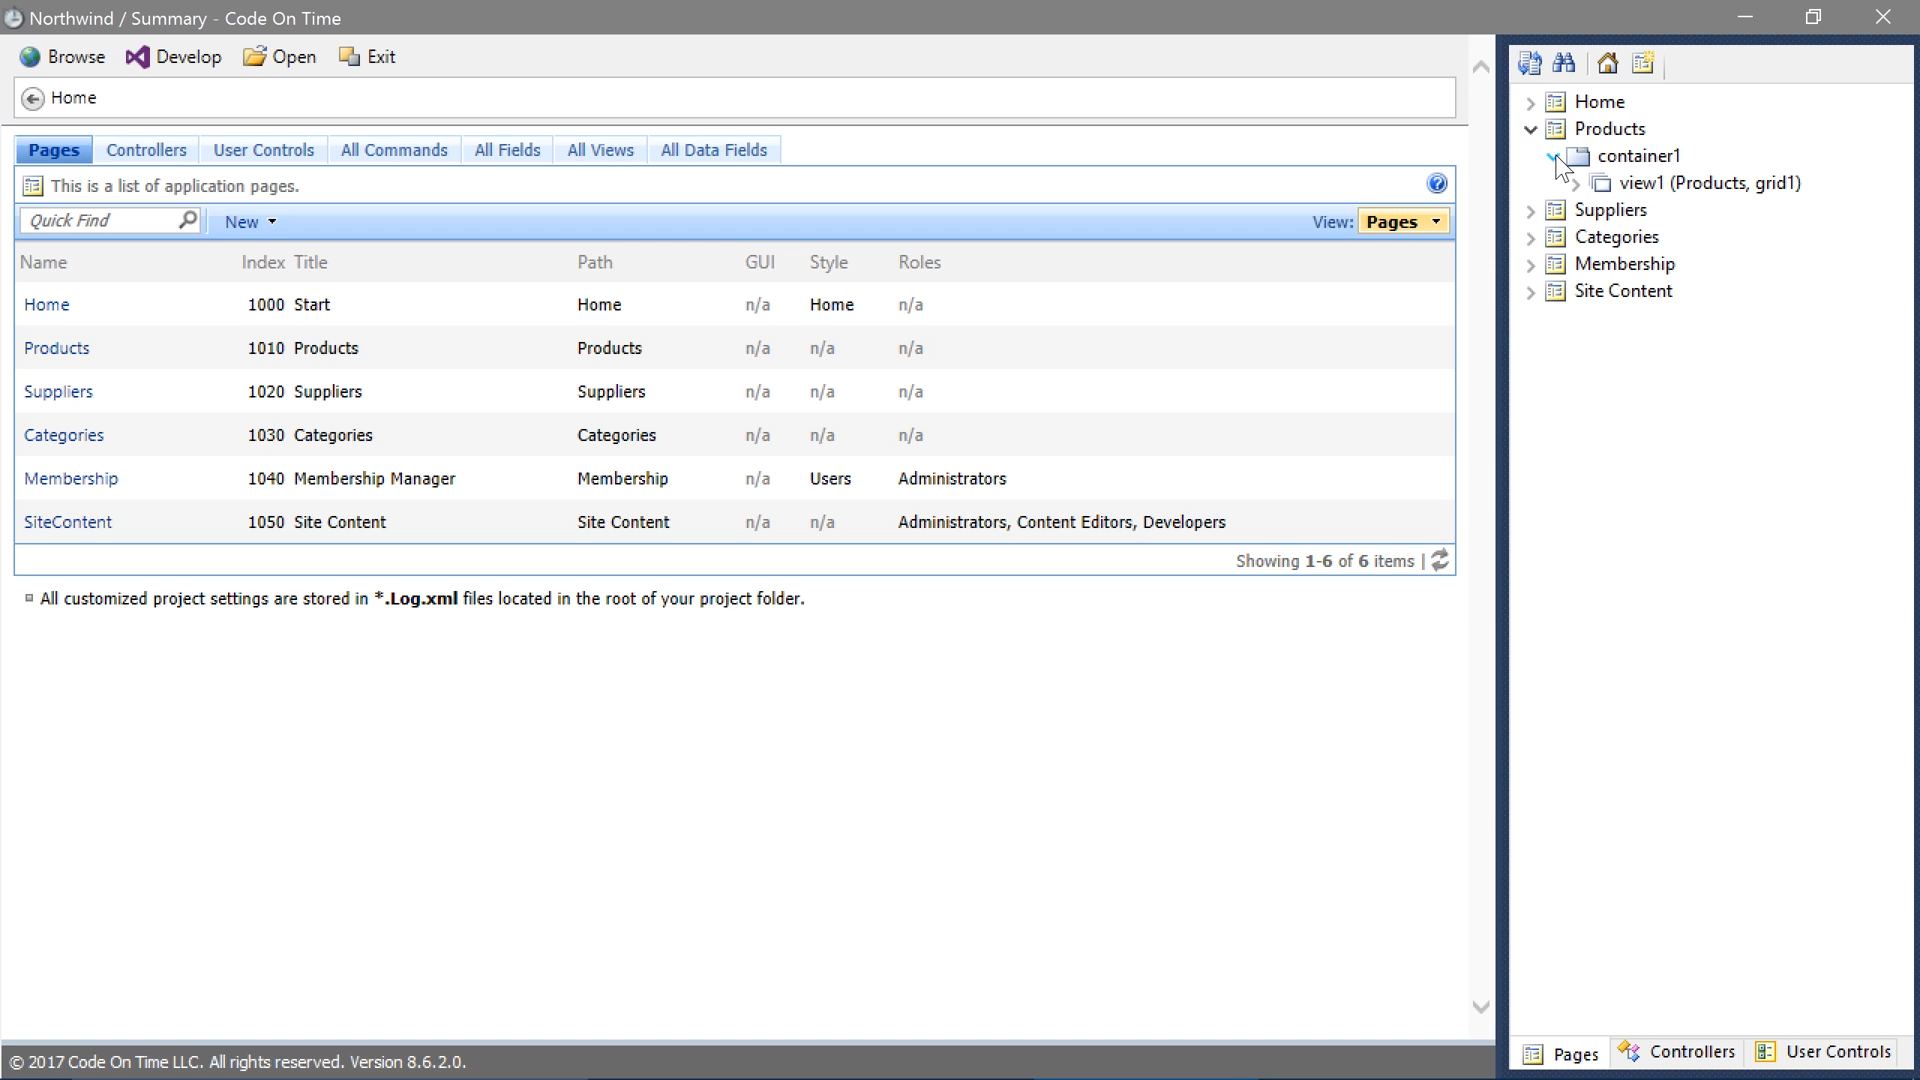 Northwind / Summary - Code On Time
Browse Develop Open Exit
Home
Pages Controllers User Controls All Commands All Fields All Views All Data Fields
This is a list of application pages.
Quick Find New View: Pages
Name Index Title Path GUI Style Roles
Home 1000 Start Home n/a Home n/a
Products 1010 Products Products n/a n/a n/a
Suppliers 1020 Suppliers Suppliers n/a n/a n/a
Categories 1030 Categories Categories n/a n/a n/a
Membership 1040 Membership Manager Membership n/a Users Administrators
SiteContent 1050 Site Content Site Content n/a n/a Administrators, Content Editors, Developers
Showing 1-6 of 6 items |
All customized project settings are stored in *.Log.xml files located in the root of your project folder.
© 2017 Code On Time LLC. All rights reserved. Version 8.6.2.0.
Home
Products
container1
view1 (Products, grid1)
Suppliers
Categories
Membership
Site Content
Pages Controllers User Controls